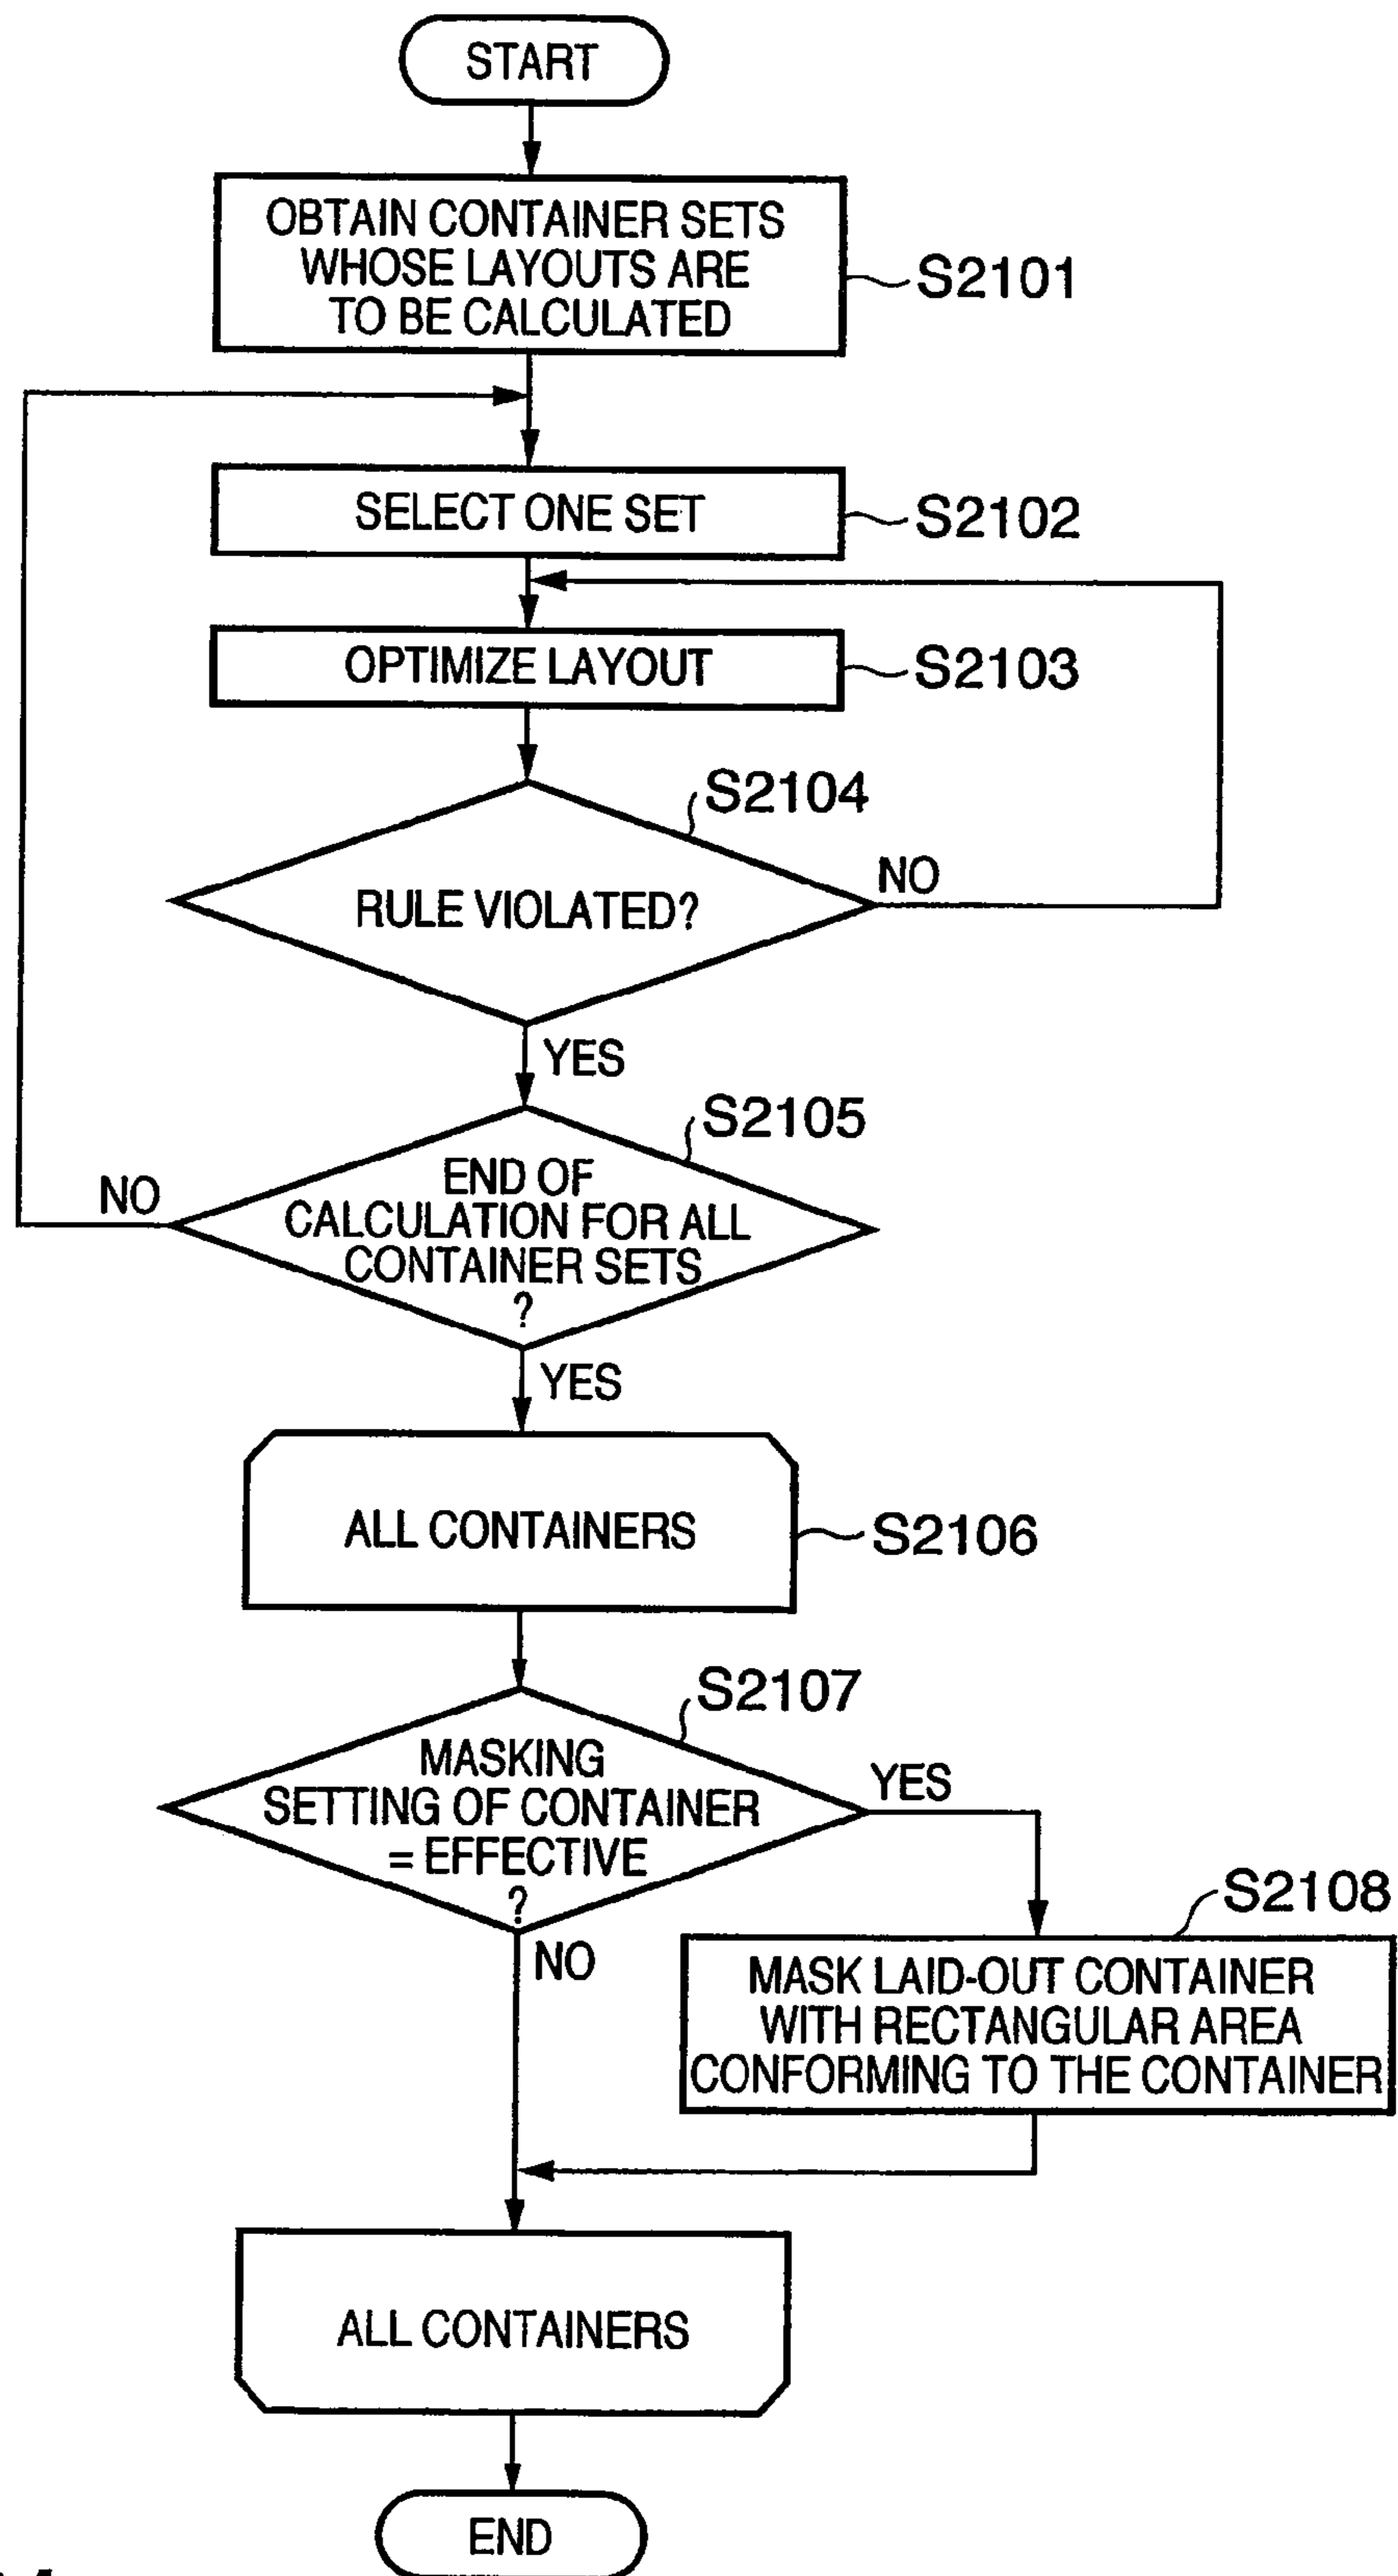 START
OBTAIN CONTAINER SETS
WHOSE LAYOUTS ARE
TO BE CALCULATED
S2101
SELECT ONE SET
S2102
OPTIMIZE LAYOUT
S2103
S2104
RULE VIOLATED?
NO
YES
S2105
END OF
CALCULATION FOR ALL
CONTAINER SETS
?
NO
YES
ALL CONTAINERS
S2106
S2107
MASKING
SETTING OF CONTAINER
= EFFECTIVE
?
YES
NO
S2108
MASK LAID-OUT CONTAINER
WITH RECTANGULAR AREA
CONFORMING TO THE CONTAINER
ALL CONTAINERS
END